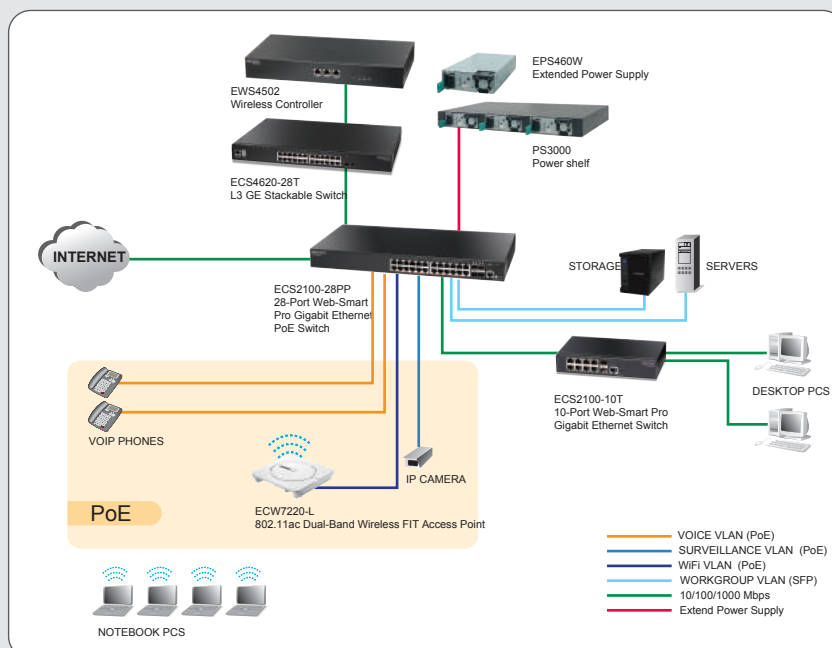 EWS4502
Wireless Controller
EPS460W
Extended Power Supply
PS3000
Power shelf
ECS4620-28T
L3 GE Stackable Switch
INTERNET
STORAGE
SERVERS
ECS2100-28PP
28-Port Web-Smart
Pro Gigabit Ethernet
PoE Switch
ECS2100-10T
10-Port Web-Smart Pro
Gigabit Ethernet Switch
DESKTOP PCS
VOIP PHONES
IP CAMERA
ECW7220-L
802.11ac Dual-Band Wireless FIT Access Point
PoE
NOTEBOOK PCS
VOICE VLAN (PoE)
SURVEILLANCE VLAN (PoE)
WiFi VLAN (PoE)
WORKGROUP VLAN (SFP)
10/100/1000 Mbps
Extend Power Supply